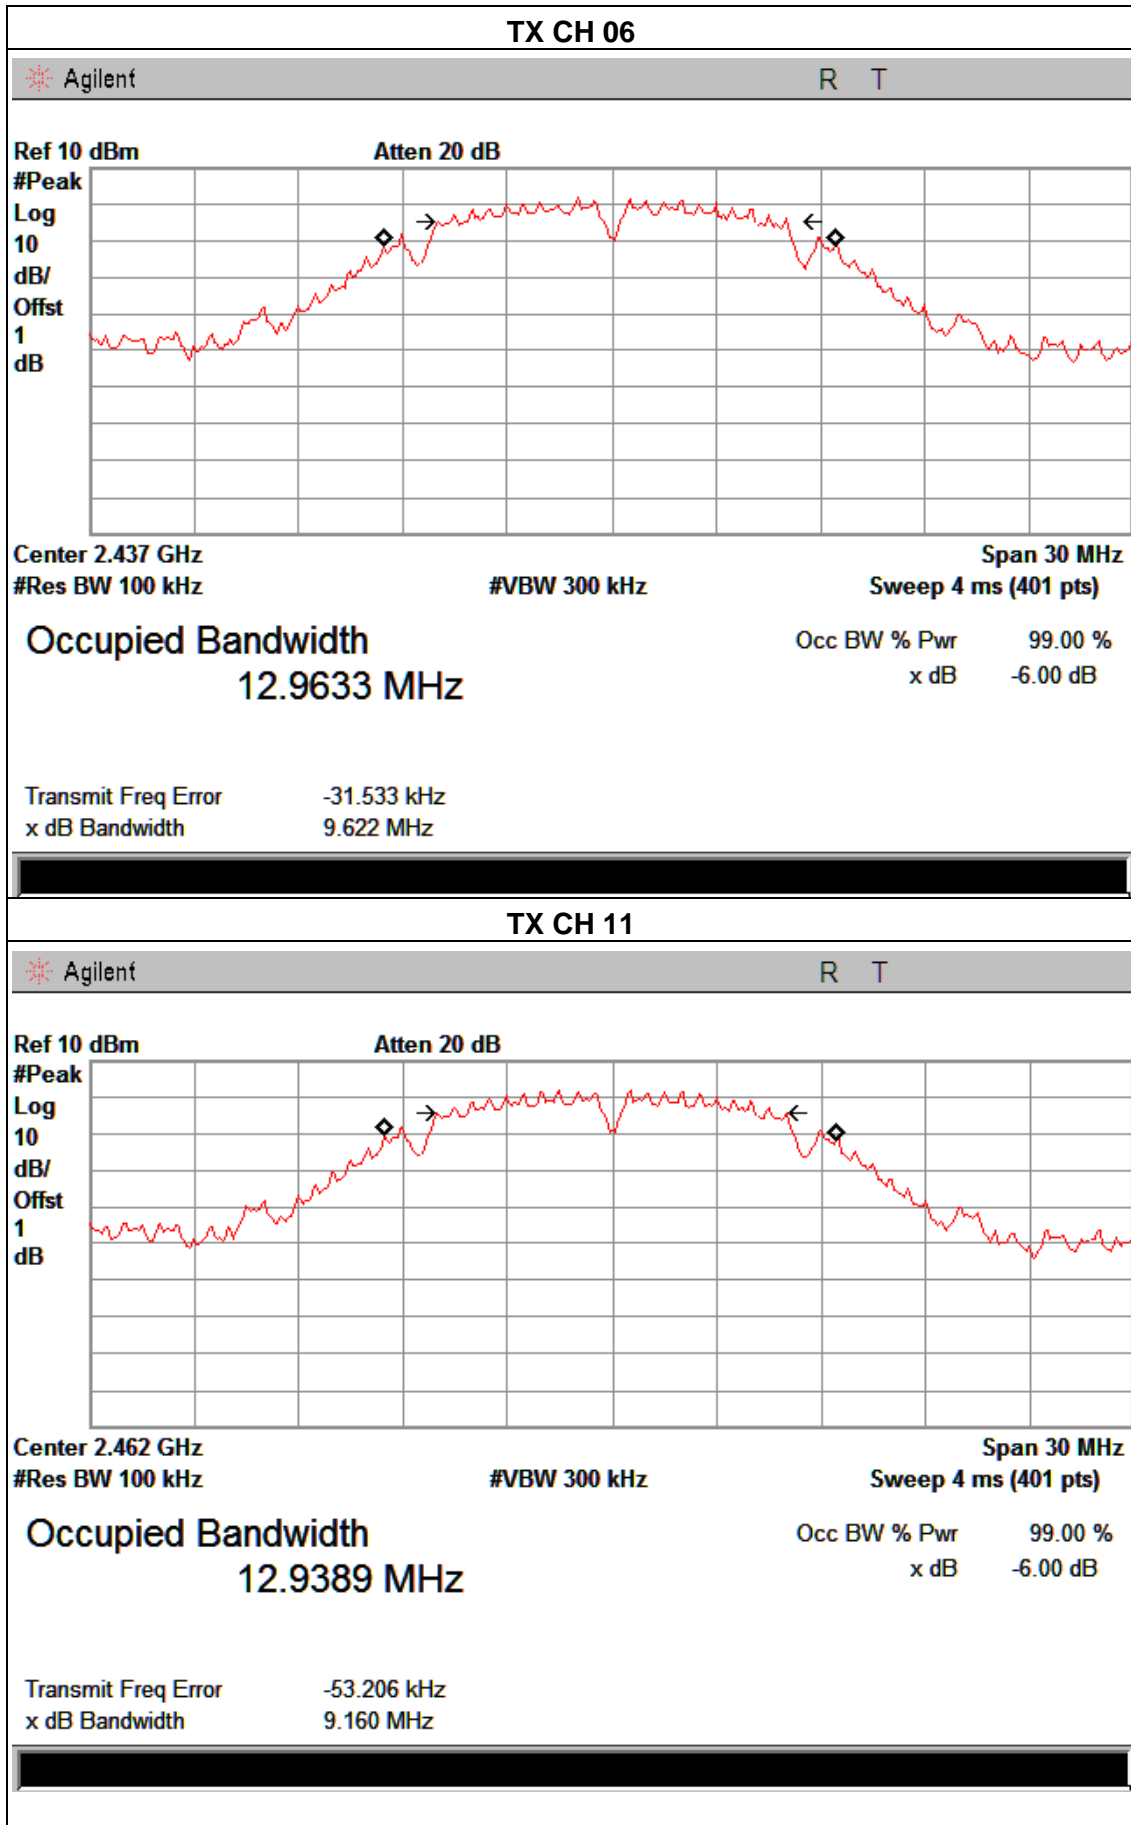 TX CH 06
Agilent R T
Ref 10 dBm Atten 20 dB
#Peak
Log
10
dB/
Offst
1
dB
Center 2.437 GHz Span 30 MHz
#Res BW 100 kHz #VBW 300 kHz Sweep 4 ms (401 pts)
Occupied Bandwidth Occ BW % Pwr 99.00 %
12.9633 MHz x dB -6.00 dB
Transmit Freq Error -31.533 kHz
x dB Bandwidth 9.622 MHz
TX CH 11
Agilent R T
Ref 10 dBm Atten 20 dB
#Peak
Log
10
dB/
Offst
1
dB
Center 2.462 GHz Span 30 MHz
#Res BW 100 kHz #VBW 300 kHz Sweep 4 ms (401 pts)
Occupied Bandwidth Occ BW % Pwr 99.00 %
12.9389 MHz x dB -6.00 dB
Transmit Freq Error -53.206 kHz
x dB Bandwidth 9.160 MHz